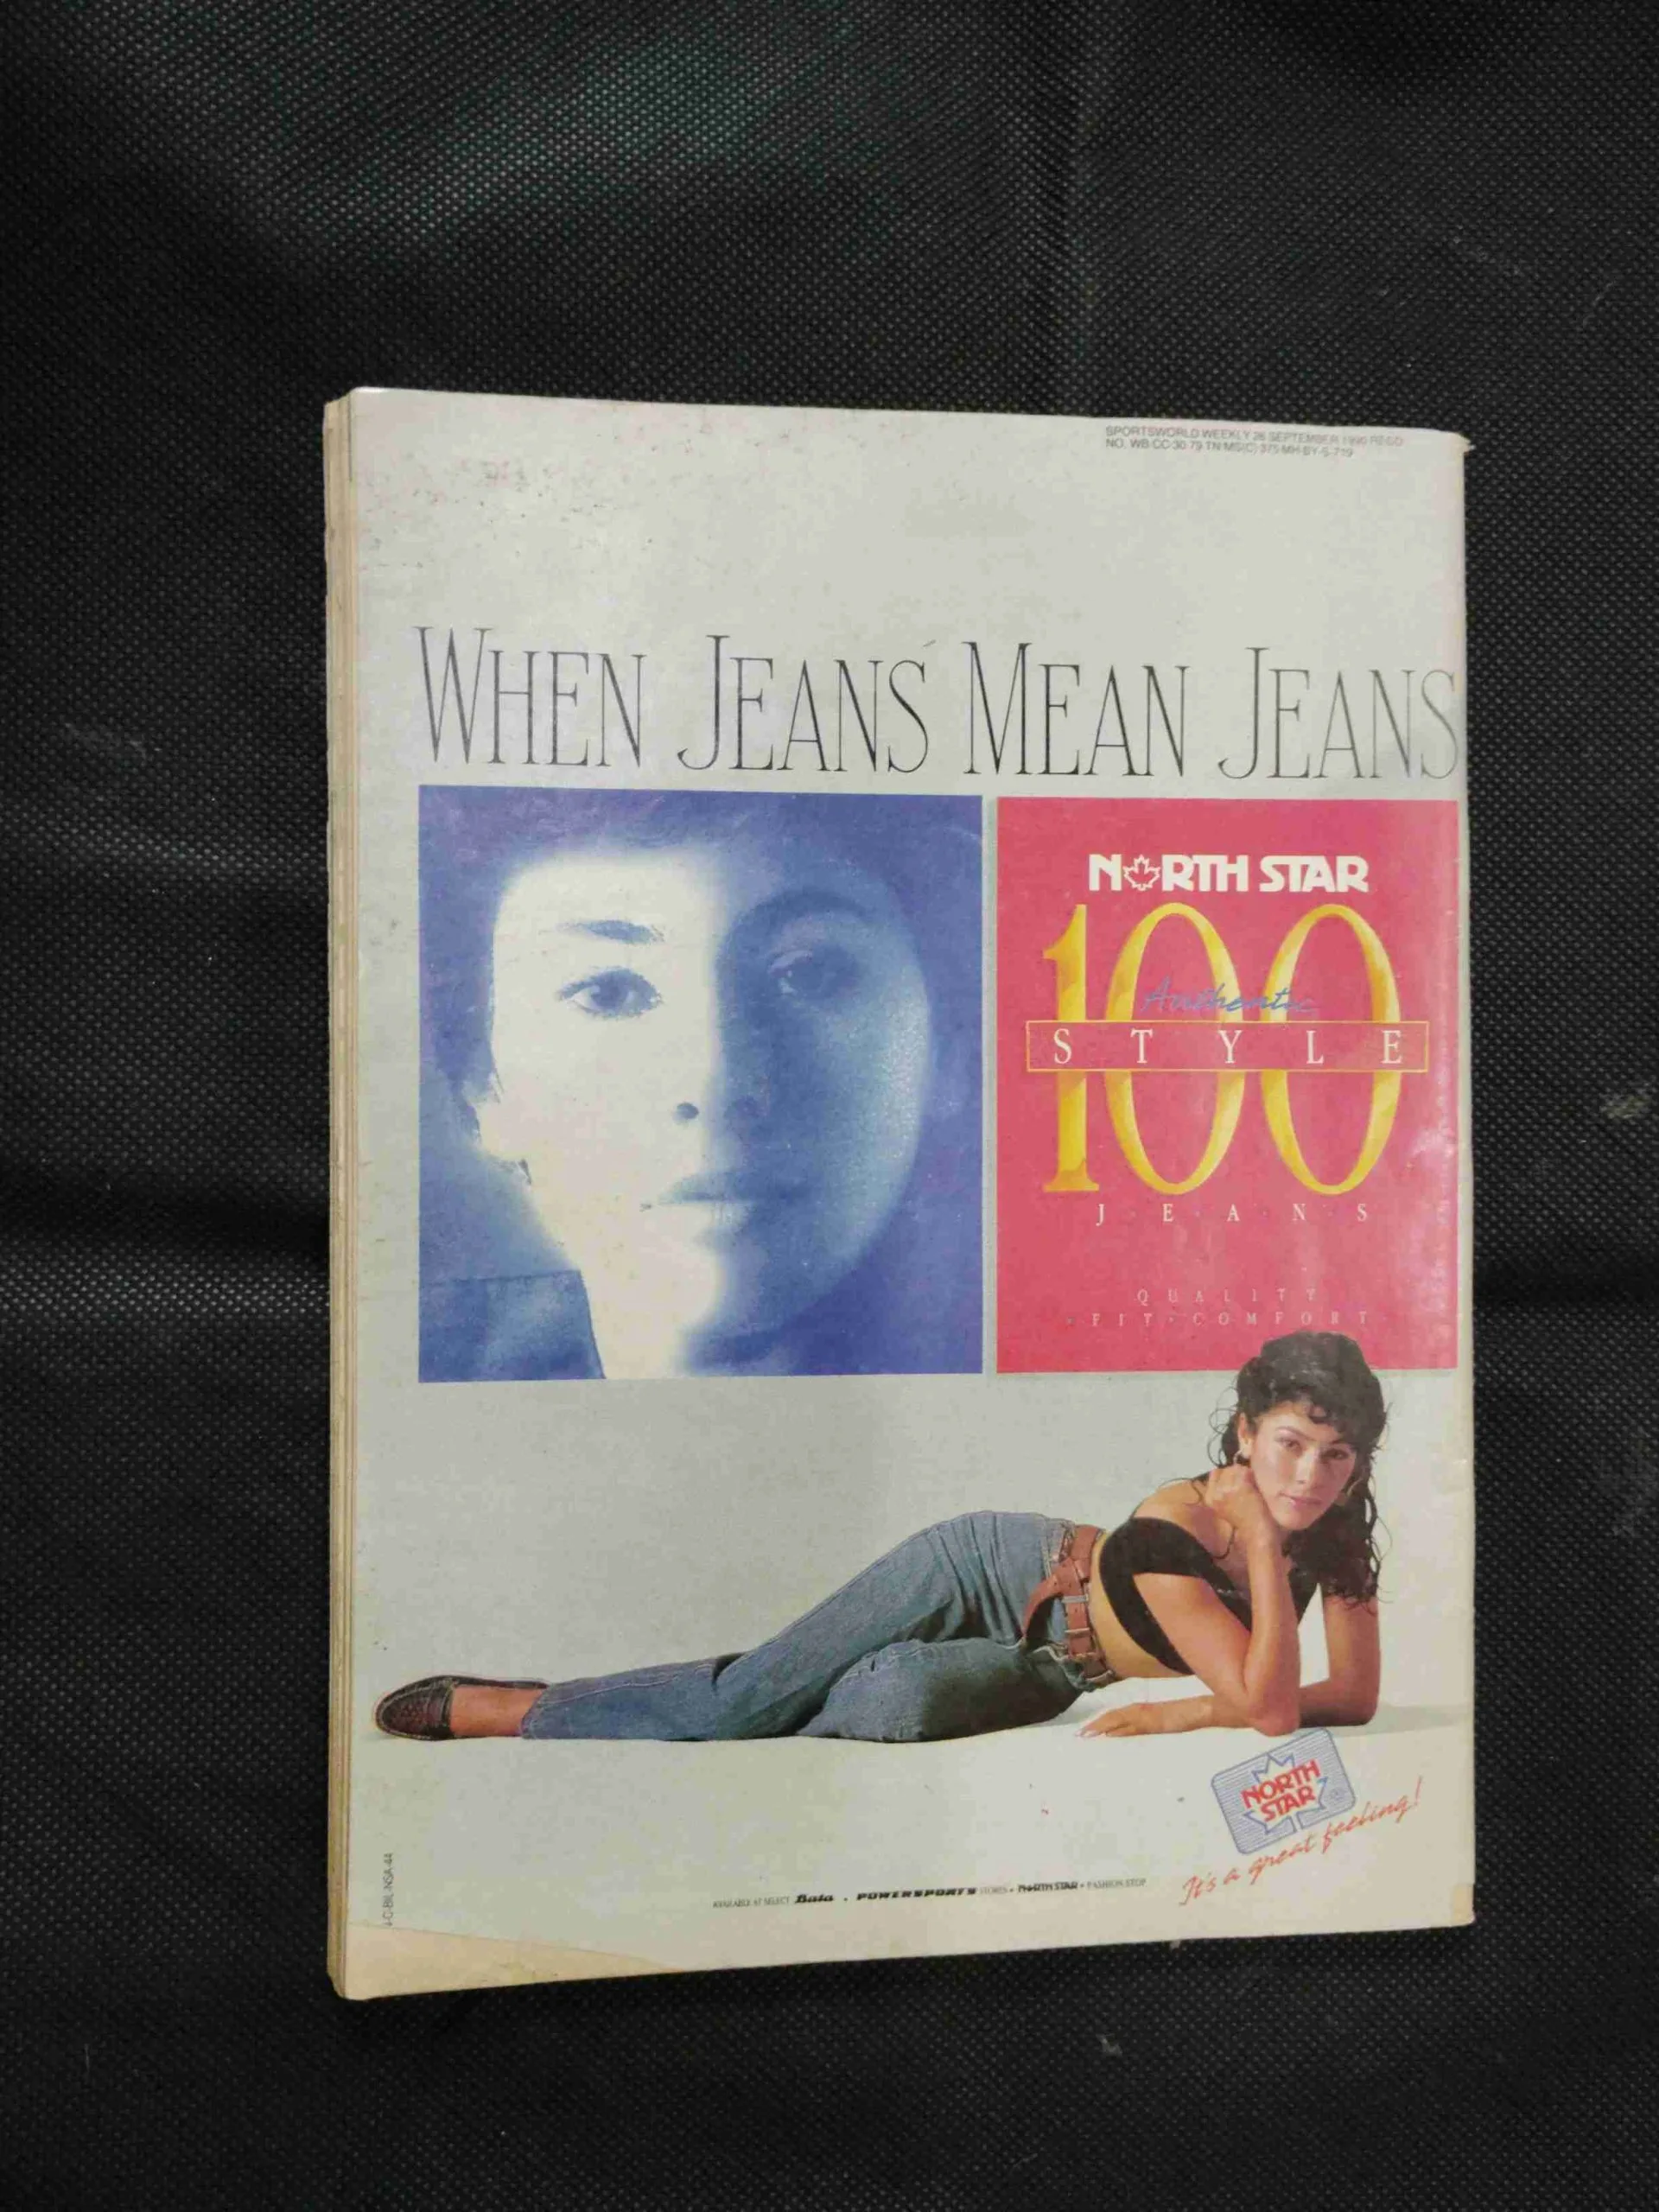 SPORTSWORLD WEEKLY 26 SEPTEMBER 1990 REGD
NO. WB-CC-30 79 TN/MS(C) 375 MH-BY-S-719
WHEN JEANS MEAN JEANS
NORTH STAR
100
Authentic
STYLE
JEANS
QUALITY
• FIT • COMFORT
NORTH
STAR
It's a great feeling!
AVAILABLE AT SELECT Bata • POWERSPORTS STORES • NORTH STAR • FASHION STOP